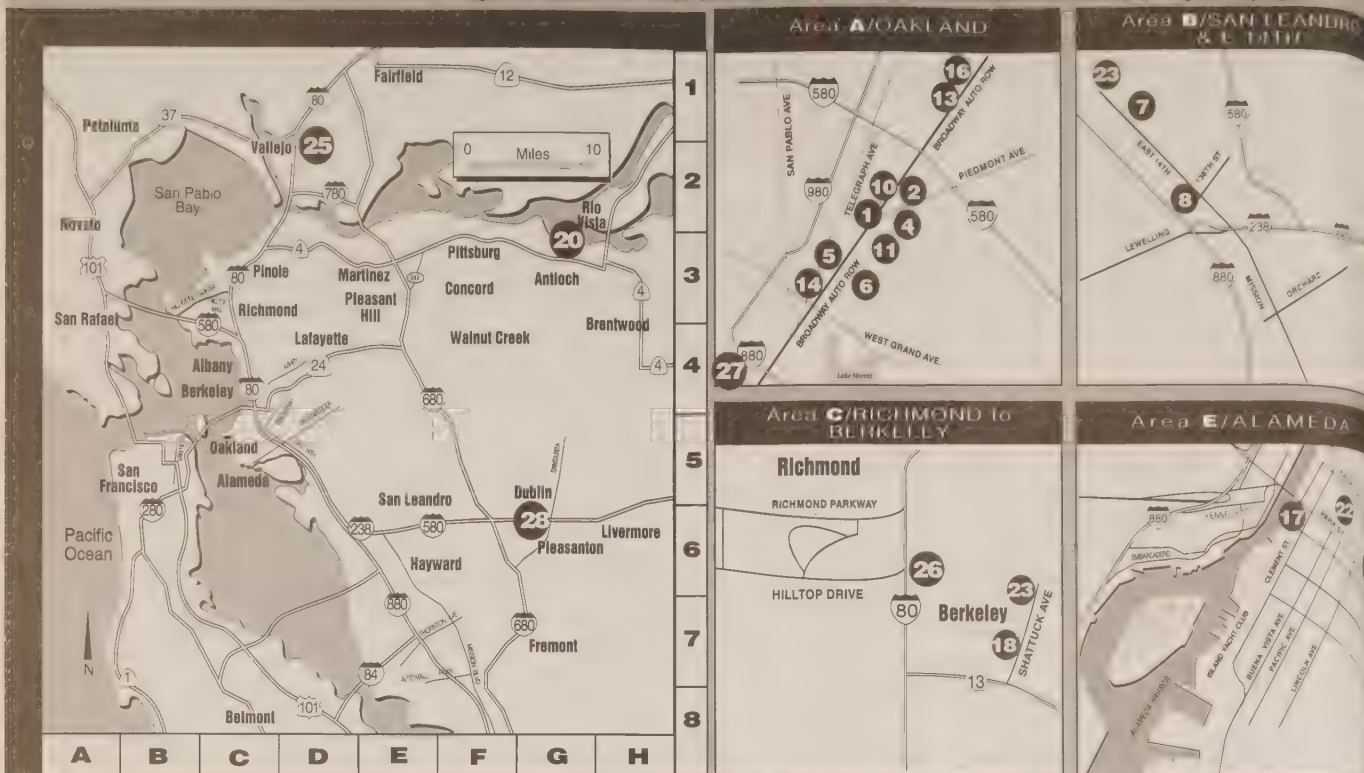 Fairfield
12
1
80
Petaluma
37
Vallejo
25
0 Miles 10
2
San Pablo
Bay
780
Rio
Vista
Novato
20
4
Pittsburg
101
80
Pinole
Martinez
Antioch
3
Concord
4
Pleasant
Hill
Richmond
San Rafael
580
Brentwood
Lafayette
Walnut Creek
Albany
24
4
4
Berkeley
80
680
Oakland
5
San
Francisco
Alameda
San Leandro
Dublin
280
238
580
28
Livermore
Pacific
Ocean
Pleasanton
6
Hayward
880
680
7
Fremont
N
84
1
101
Belmont
8
A B C D E F G H
Area A/OAKLAND
16
580
13
SAN PABLO AVE
BROADWAY AUTO ROW
TELEGRAPH AVE
PIEDMONT AVE
980
10
2
1
4
580
11
5
14
6
BROADWAY AUTO ROW
WEST GRAND AVE.
880
27
Lake Merritt
Area B/SAN LEANDRO
& E. 14TH
23
7
580
EAST 14TH
138TH ST
8
238
LEWELLING
880
MISSION
ORCHARD
Area C/RICHMOND to
BERKELEY
Richmond
RICHMOND PARKWAY
26
HILLTOP DRIVE
80
23
Berkeley
18
SHATTUCK AVE
13
Area E/ALAMEDA
880
17
22
PARK ST
EMBARCADERO
CLEMENT ST
ISLAND YACHT CLUB
BUENA VISTA AVE
PACIFIC AVE
LINCOLN AVE
ALAMEDA HARBOR